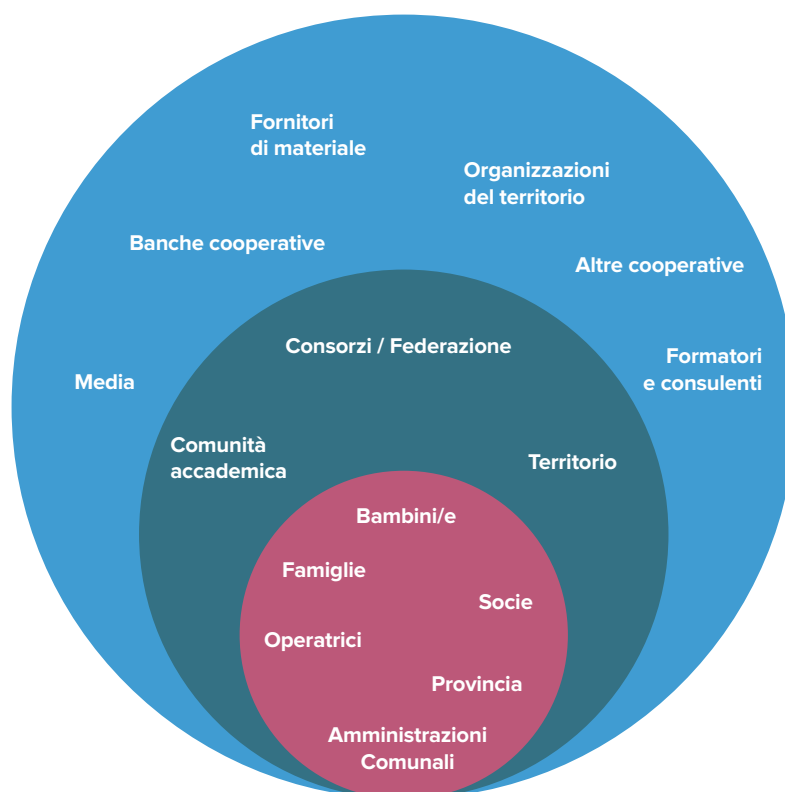 Fornitori
di materiale
Organizzazioni
del territorio
Banche cooperative
Altre cooperative
Consorzi / Federazione
Formatori
e consulenti
Media
Comunità
accademica
Territorio
Bambini/e
Famiglie
Socie
Operatrici
Provincia
Amministrazioni
Comunali